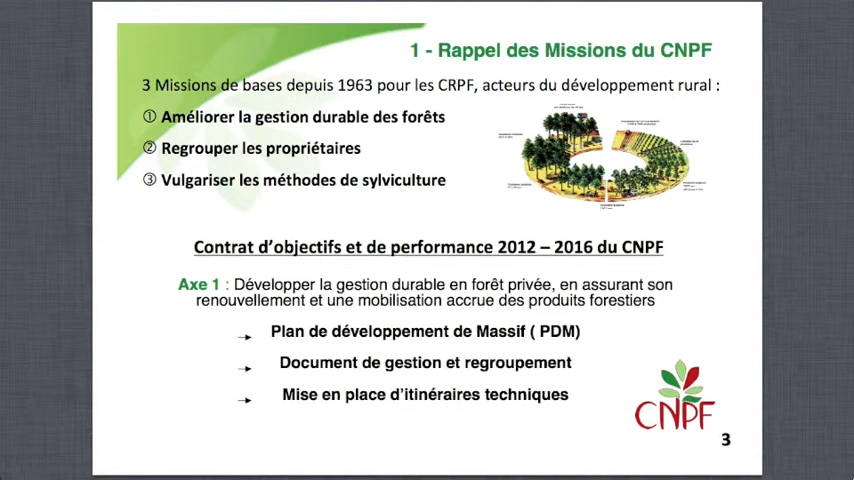 1 - Rappel des Missions du CNPF
3 Missions de bases depuis 1963 pour les CRPF, acteurs du développement rural :
① Améliorer la gestion durable des forêts
② Regrouper les propriétaires
③ Vulgariser les méthodes de sylviculture
Contrat d’objectifs et de performance 2012 – 2016 du CNPF
Axe 1 : Développer la gestion durable en forêt privée, en assurant son
renouvellement et une mobilisation accrue des produits forestiers
Plan de développement de Massif ( PDM)
Document de gestion et regroupement
Mise en place d’itinéraires techniques
CNPF
3